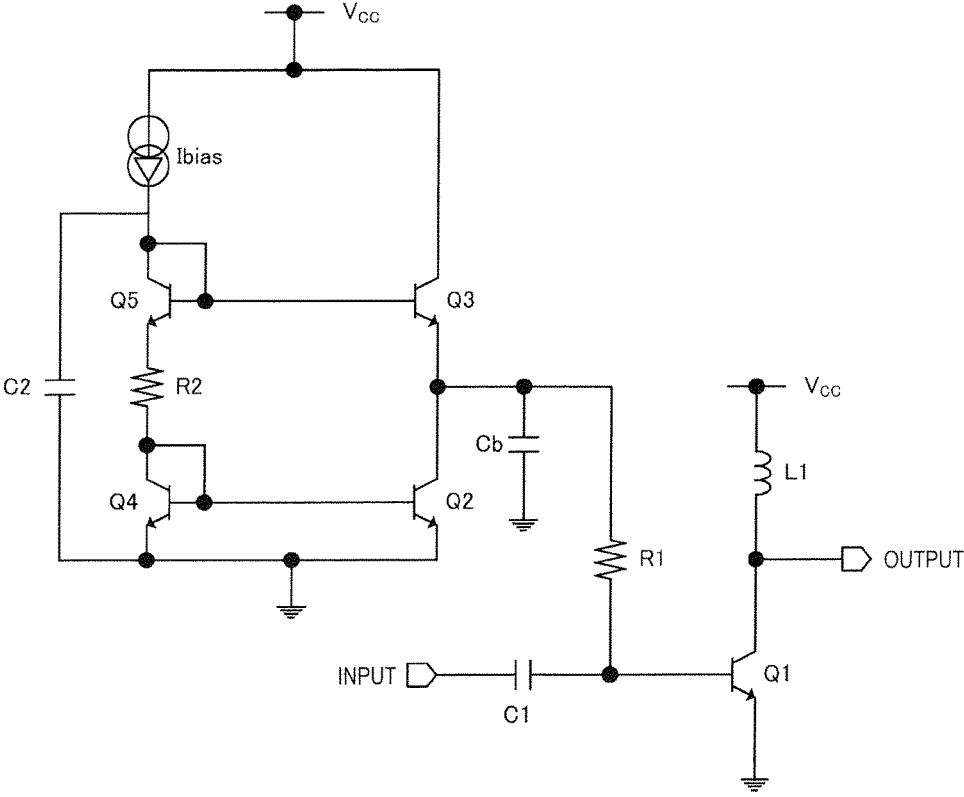 VCC
Ibias
Q5
Q3
C2
R2
VCC
Cb
L1
Q4
Q2
R1
OUTPUT
INPUT
Q1
C1